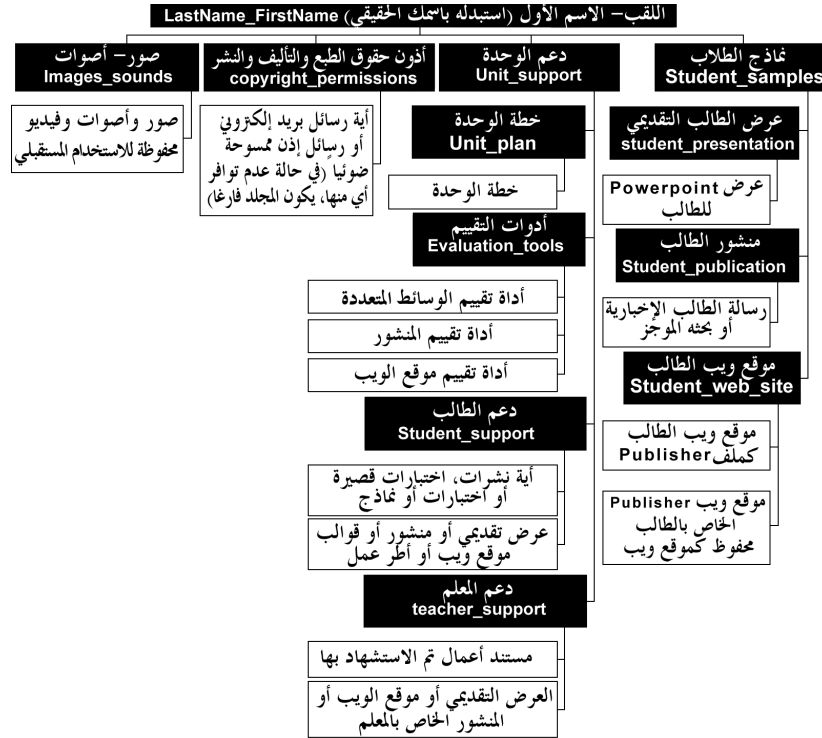 اللقب- الاسم الأول (استبدله باسمك الحقيقي) LastName_FirstName
نماذج الطلاب
Student_samples
عرض الطالب التقديمي
student_presentation
عرض Powerpoint
للطالب
منشور الطالب
Student_publication
رسالة الطالب الإخبارية
أو بحثه الموجز
موقع ويب الطالب
Student_web_site
موقع ويب الطالب
كملف Publisher
موقع ويب Publisher
الخاص بالطالب
محفوظ كموقع ويب
دعم الوحدة
Unit_support
خطة الوحدة
Unit_plan
خطة الوحدة
أدوات التقييم
Evaluation_tools
أداة تقييم الوسائط المتعددة
أداة تقييم المنشور
أداة تقييم موقع الويب
دعم الطالب
Student_support
أية نشرات، اختبارات قصيرة
أو اختبارات أو نماذج
عرض تقديمي أو منشور أو قوالب
موقع ويب أو أطر عمل
دعم المعلم
teacher_support
مستند أعمال تم الاستشهاد بها
العرض التقديمي أو موقع الويب أو
المنشور الخاص بالمعلم
أذون حقوق الطبع والتأليف والنشر
copyright_permissions
أية رسائل بريد إلكتروني
أو رسائل إذن ممسوحة
ضوئيا (في حالة عدم توافر
أي منها، يكون المجلد فارغا)
صور- أصوات
Images_sounds
صور وأصوات وفيديو
محفوظة للاستخدام المستقبلي